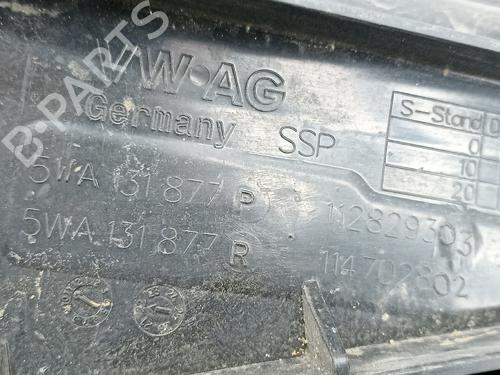 B-PARTS
VW·AG
Germany SSP
S-Stand
0
10
20
5WA 131 877 P 112829303
5WA 131 877 R 114702802